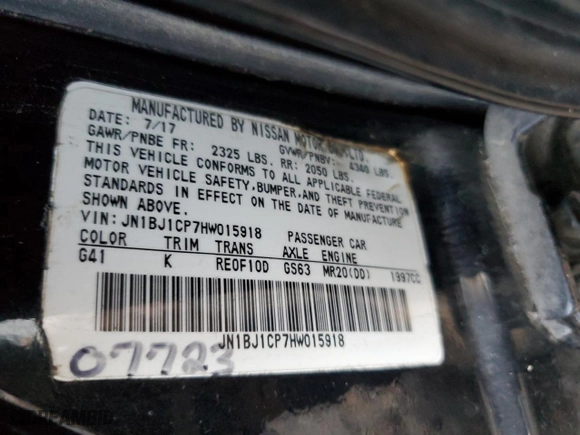 MANUFACTURED BY NISSAN MOTOR CO., LTD.
DATE: 7/17 GVWR/PNBV: 4340 LBS.
GAWR/PNBE FR: 2325 LBS. RR: 2050 LBS.
THIS VEHICLE CONFORMS TO ALL APPLICABLE FEDERAL
MOTOR VEHICLE SAFETY, BUMPER, AND THEFT PREVENTION
STANDARDS IN EFFECT ON THE DATE OF MANUFACTURE
SHOWN ABOVE.
VIN: JN1BJ1CP7HW015918 PASSENGER CAR
COLOR TRIM TRANS AXLE ENGINE
G41 K RE0F10D GS63 MR20(DD) 1997CC
JN1BJ1CP7HW015918
07723